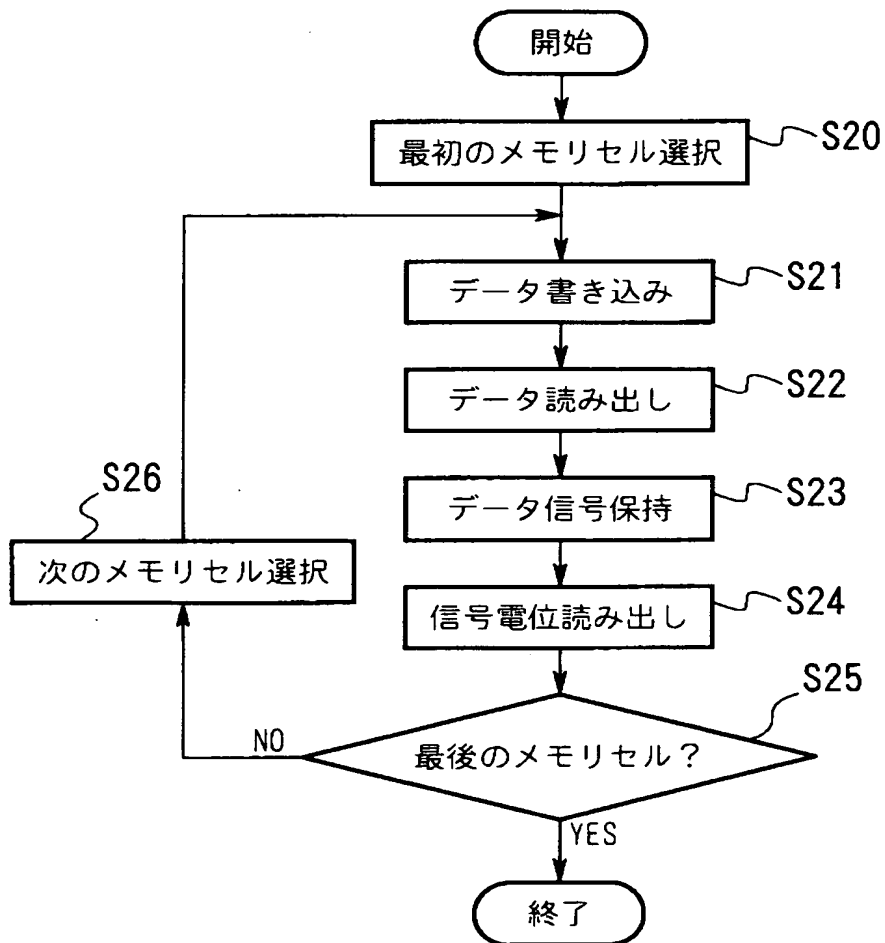 開始
最初のメモリセル選択
S20
データ書き込み
S21
データ読み出し
S22
データ信号保持
S23
信号電位読み出し
S24
最後のメモリセル?
S25
NO
次のメモリセル選択
S26
YES
終了